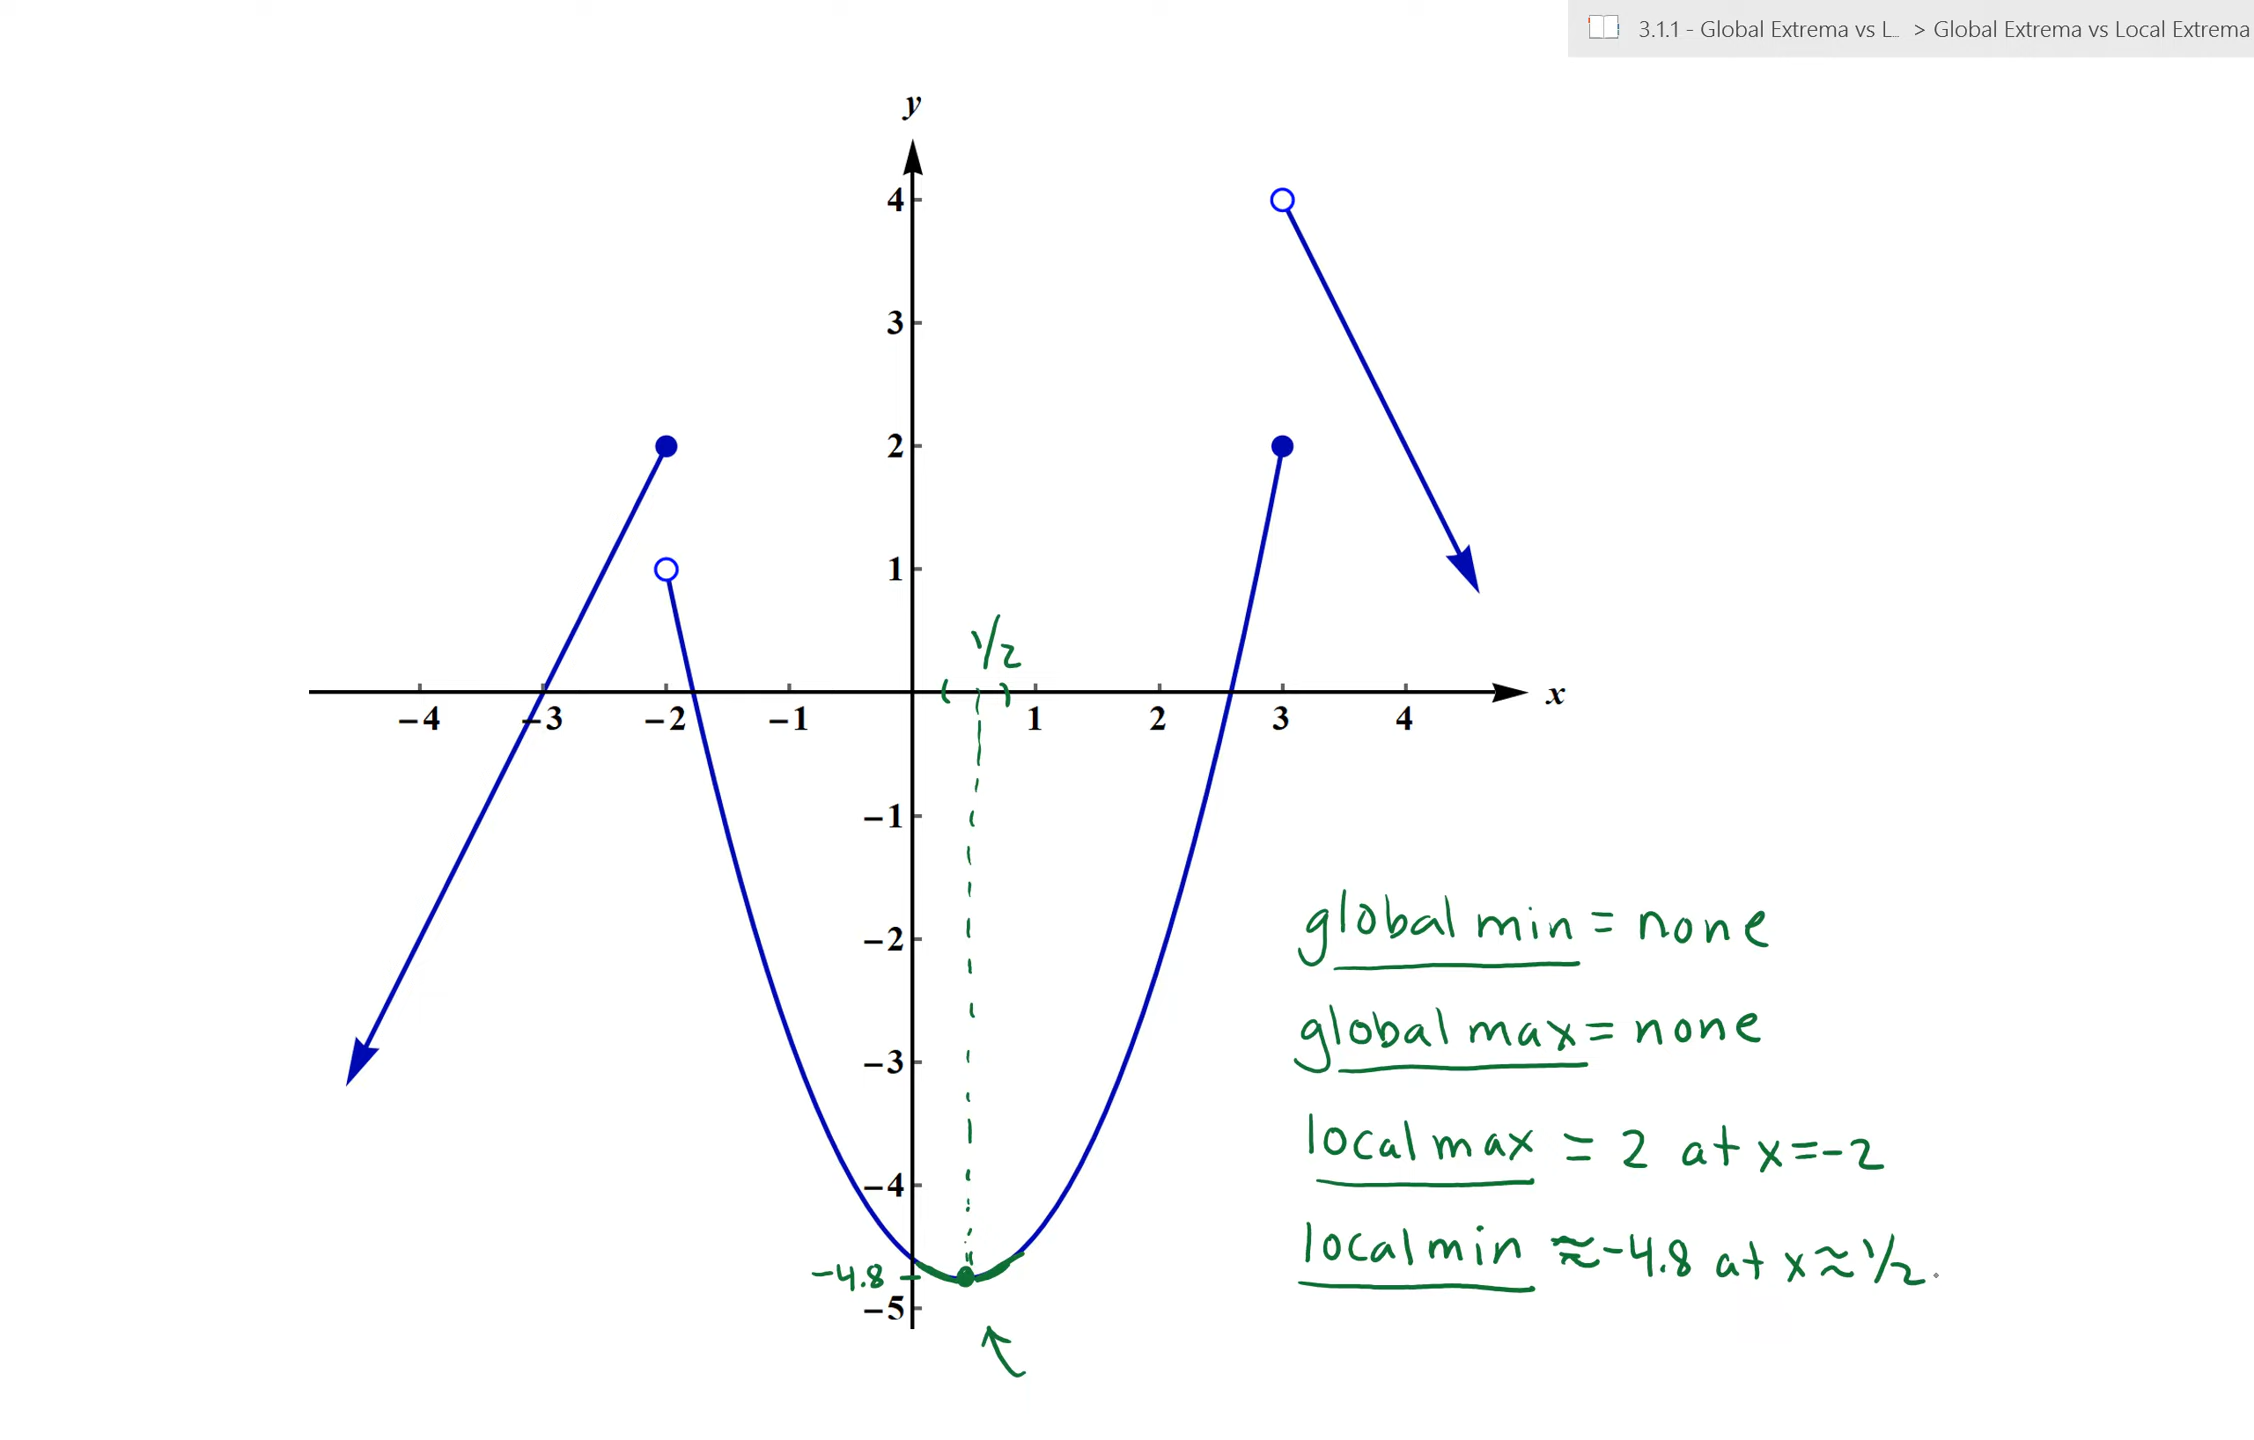 3.1.1 - Global Extrema vs L... > Global Extrema vs Local Extrema
y
4
3
2
1
1/2
-4 -3 -2 -1 1 2 3 4 x
-1
-2
global min = none
-3
global max = none
-4
local max = 2 at x=-2
local min ≈ -4.8 at x ≈ 1/2.
-4.8
-5